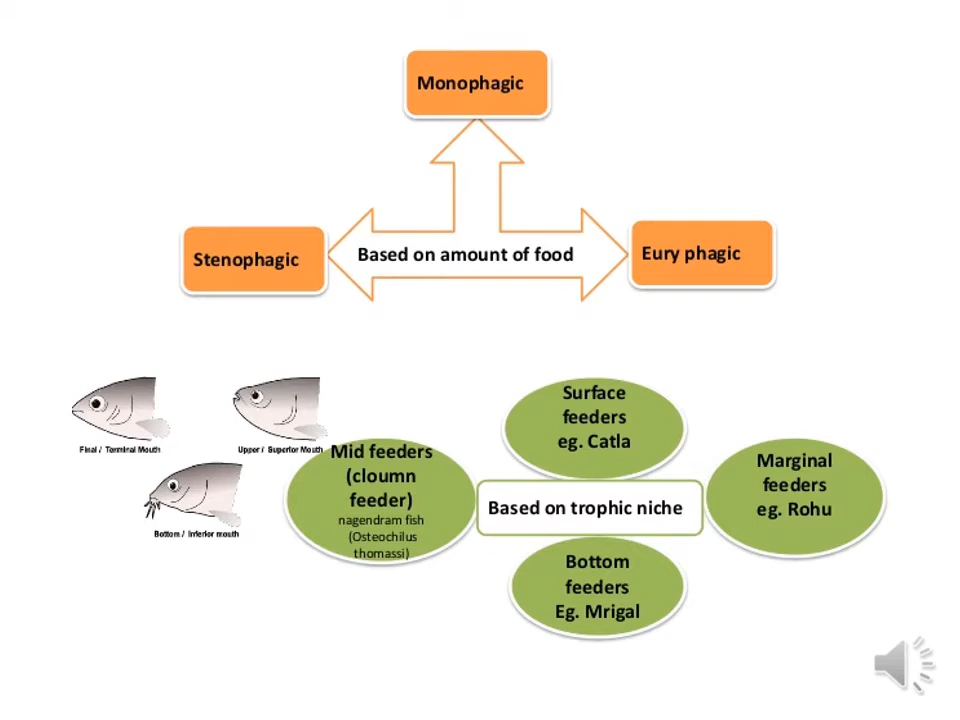 Monophagic
Stenophagic
Based on amount of food
Eury phagic
Final / Terminal Mouth
Upper / Superior Mouth
Bottom / Inferior mouth
Surface
feeders
eg. Catla
Mid feeders
(cloumn
feeder)
nagendram fish
(Osteochilus
thomassi)
Based on trophic niche
Marginal
feeders
eg. Rohu
Bottom
feeders
Eg. Mrigal